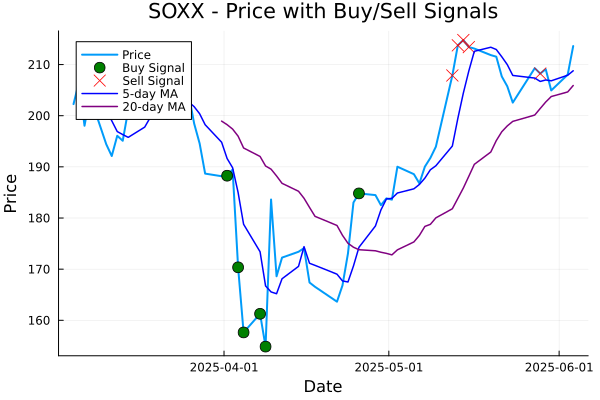 SOXX - Price with Buy/Sell Signals
Price
Buy Signal
Sell Signal
5-day MA
20-day MA
210
200
190
180
170
160
Price
2025-04-01
2025-05-01
2025-06-01
Date